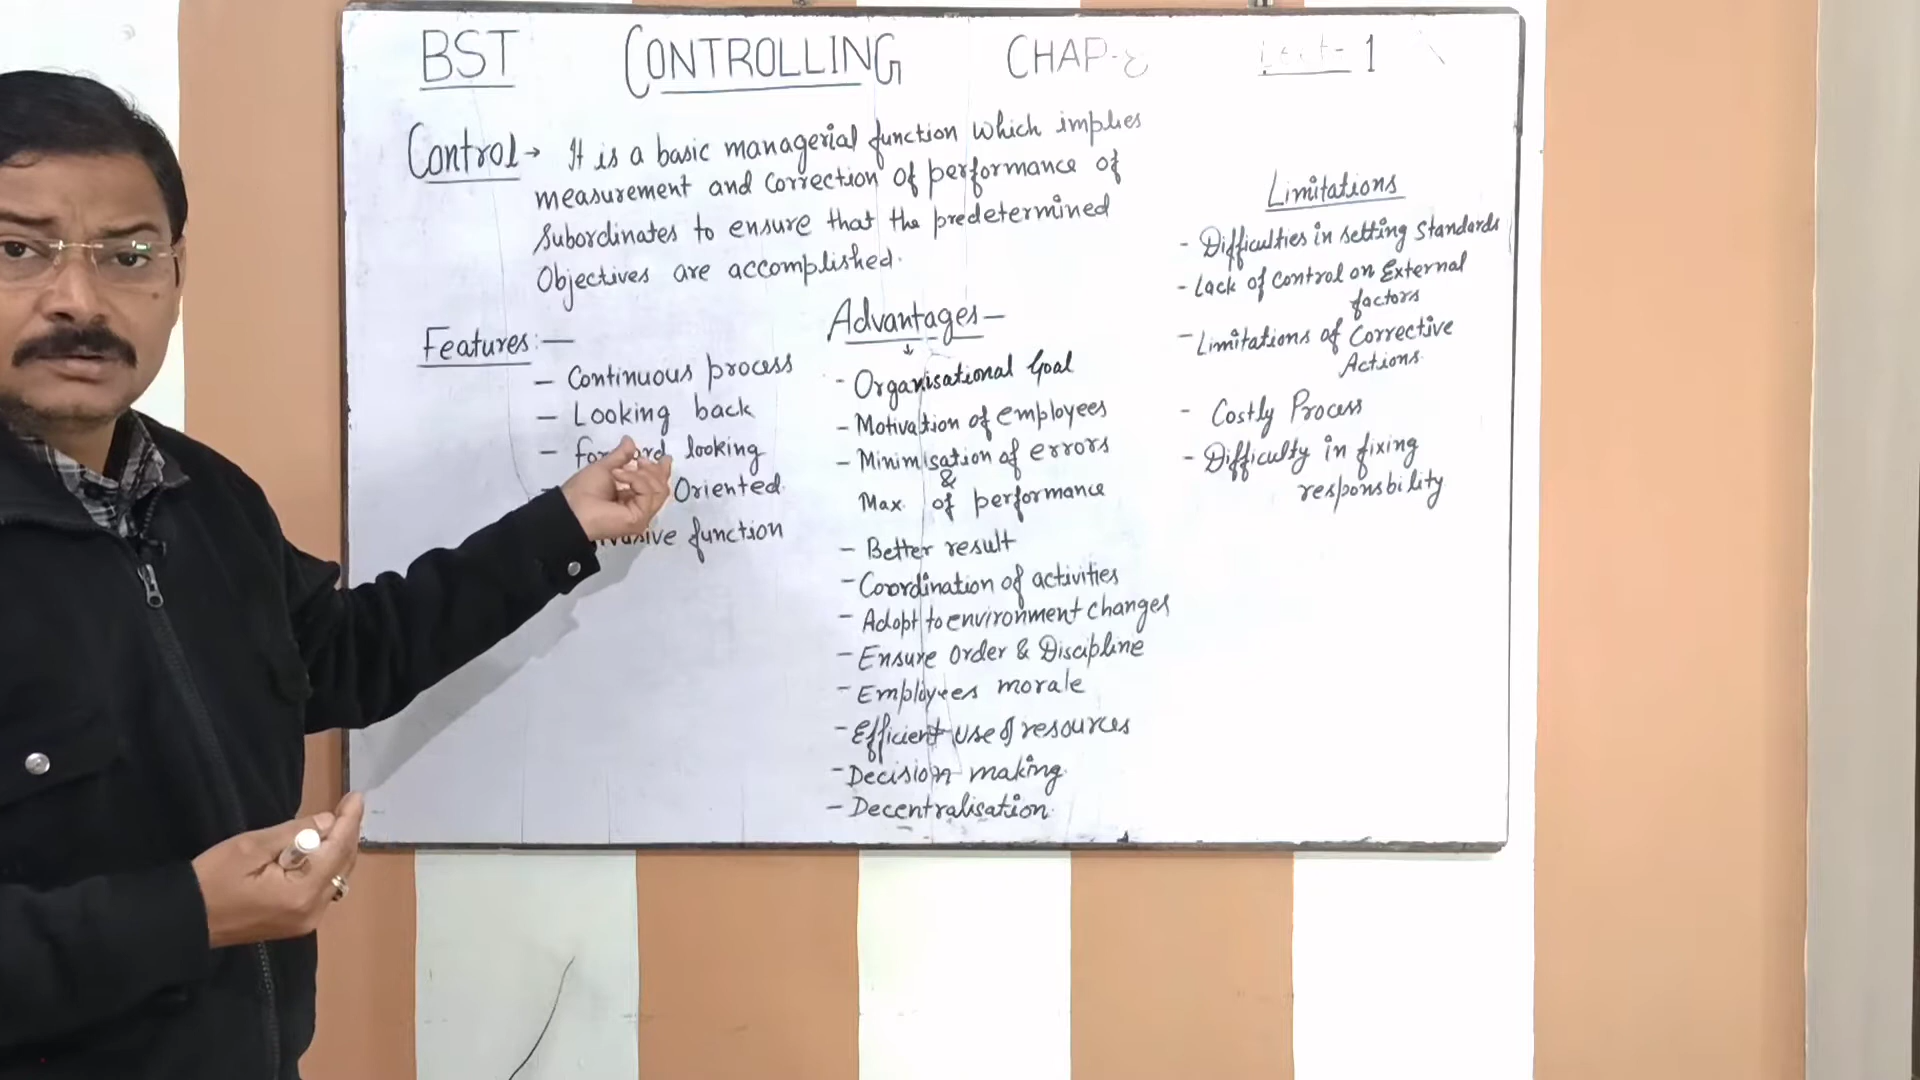 BST CONTROLLING CHAP-8 Lect-1
Control → It is a basic managerial function which implies
measurement and correction of performance of
Subordinates to ensure that the predetermined
Objectives are accomplished.
Features:—
— Continuous process
— Looking back
— forward looking
Oriented
function
Advantages —
- Organisational Goal
- Motivation of employees
- Minimisation of errors
&
Max. of performance
- Better result
- Coordination of activities
- Adopt to environment changes
- Ensure Order & Discipline
- Employees morale
- Efficient use of resources
- Decision making
- Decentralisation.
Limitations
- Difficulties in setting Standards
- Lack of Control on External
factors
- Limitations of Corrective
Actions.
- Costly Process
- Difficulty in fixing
responsbility